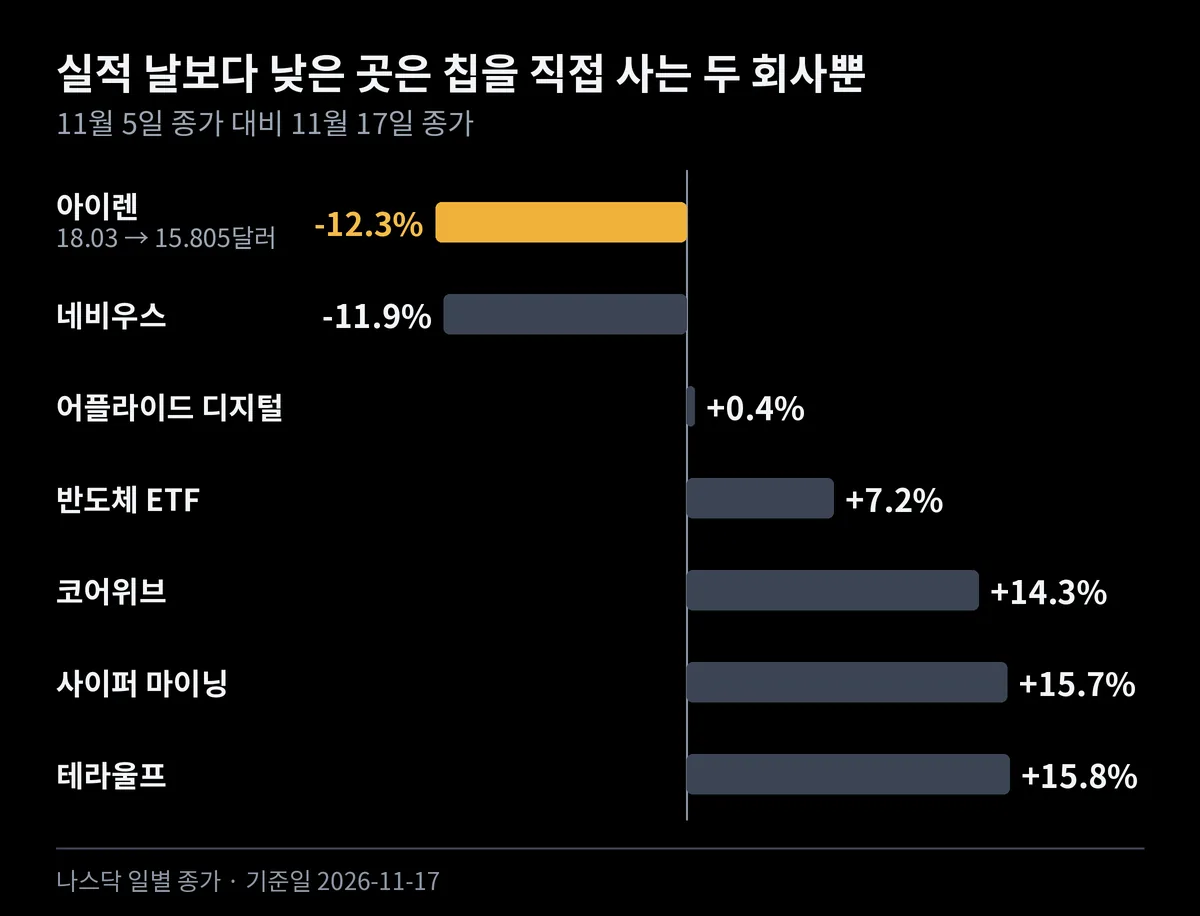 실적 날보다 낮은 곳은 칩을 직접 사는 두 회사뿐
11월 5일 종가 대비 11월 17일 종가
아이렌
18.03 → 15.805달러
-12.3%
네비우스
-11.9%
어플라이드 디지털
+0.4%
반도체 ETF
+7.2%
코어위브
+14.3%
사이퍼 마이닝
+15.7%
테라울프
+15.8%
나스닥 일별 종가 · 기준일 2026-11-17